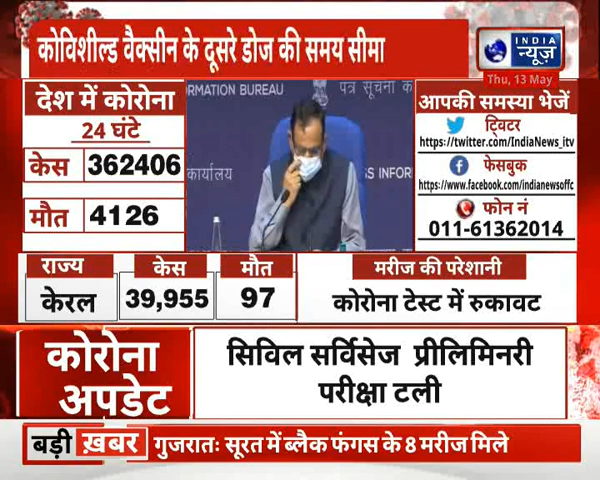 कोविशील्ड वैक्सीन के दूसरे डोज की समय सीमा
INDIA
न्यूज़
Thu, 13 May
देश में कोरोना
24 घंटे
केस 362406
मौत 4126
ORMATION BUREAU
पत्र सूचना का
कार्यालय
SS INFOR
आपकी समस्या भेजें
ट्विटर
https://twitter.com/IndiaNews_itv
फेसबुक
https://www.facebook.com/indianewsoffc
फोन नं
011-61362014
राज्य केस मौत मरीज की परेशानी
केरल 39,955 97 कोरोना टेस्ट में रुकावट
कोरोना
अपडेट
सिविल सर्विसेज प्रीलिमिनरी
परीक्षा टली
बड़ी ख़बर गुजरातः सूरत में ब्लैक फंगस के 8 मरीज मिले